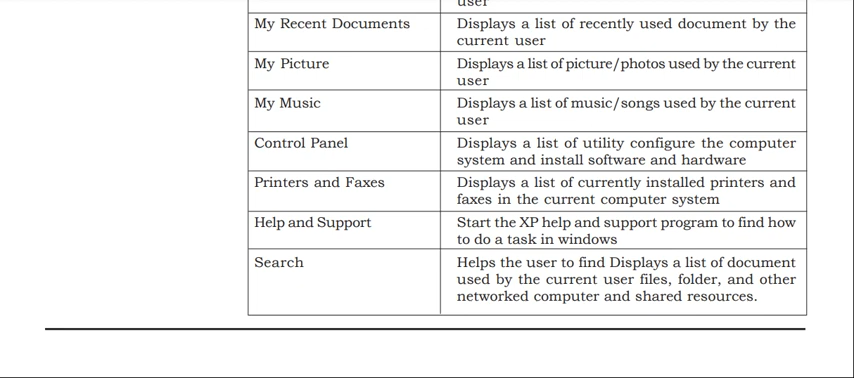 user
My Recent Documents
Displays a list of recently used document by the
current user
My Picture
Displays a list of picture/photos used by the current
user
My Music
Displays a list of music/songs used by the current
user
Control Panel
Displays a list of utility configure the computer
system and install software and hardware
Printers and Faxes
Displays a list of currently installed printers and
faxes in the current computer system
Help and Support
Start the XP help and support program to find how
to do a task in windows
Search
Helps the user to find Displays a list of document
used by the current user files, folder, and other
networked computer and shared resources.